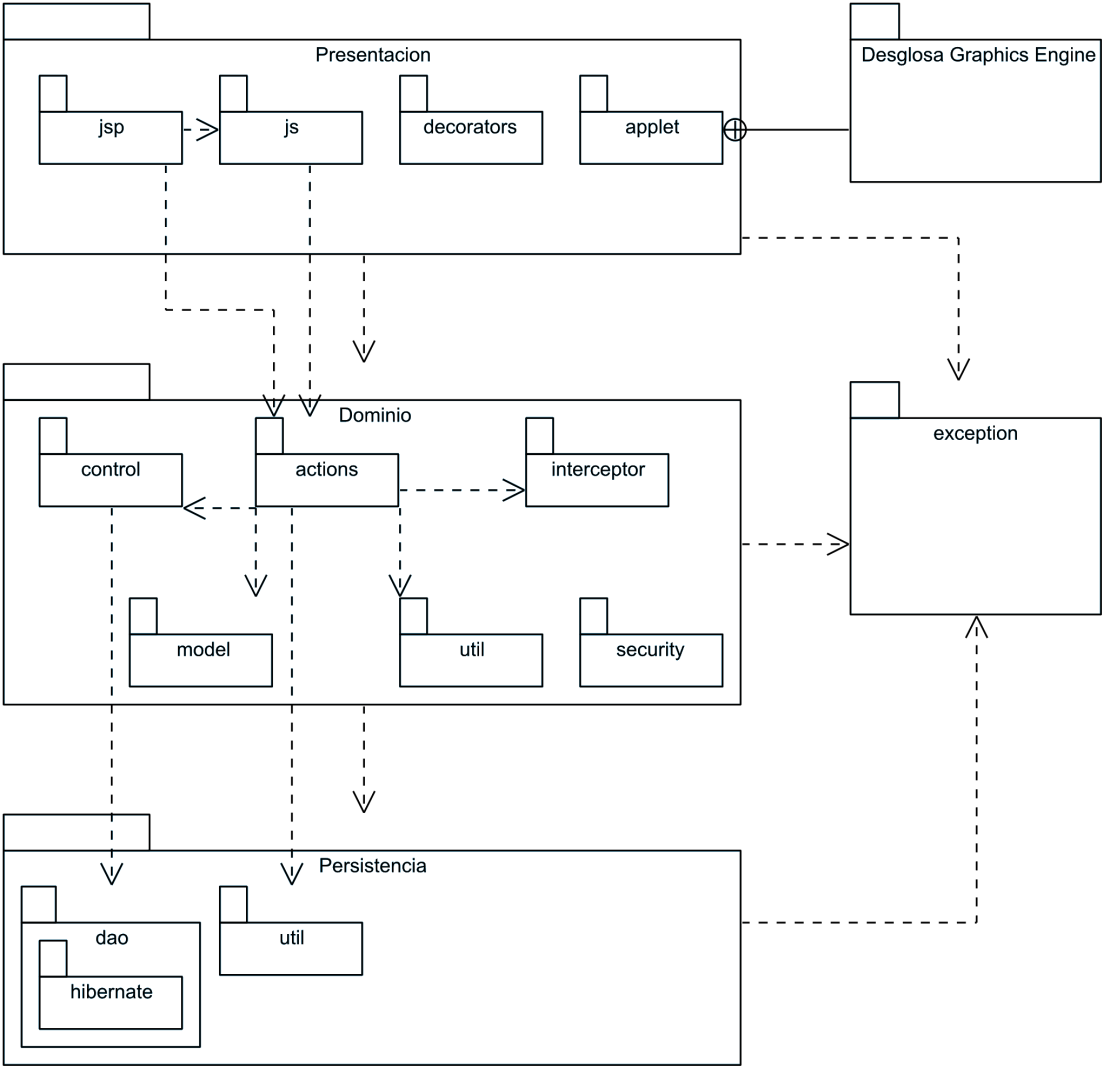 Presentacion
Desglosa Graphics Engine
jsp
js
decorators
applet
Dominio
exception
control
actions
interceptor
model
util
security
Persistencia
dao
util
hibernate